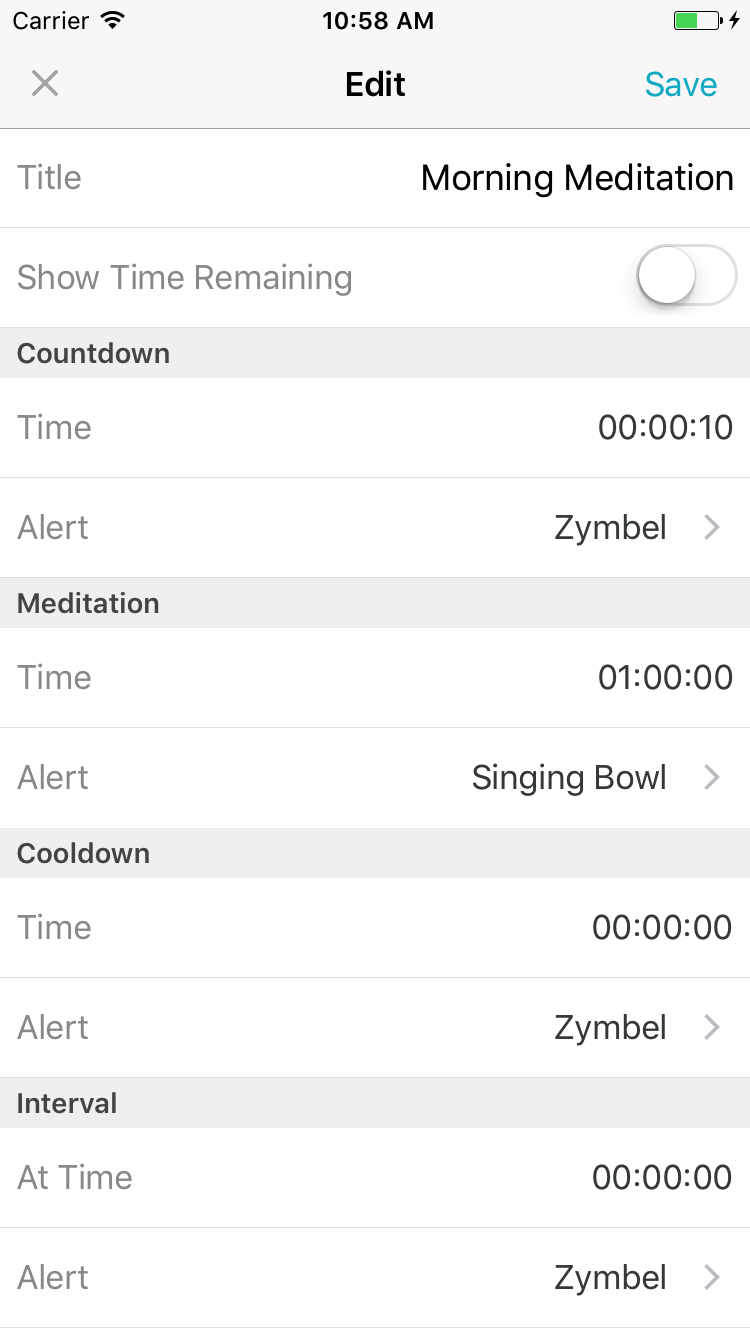 Carrier 10:58 AM
Edit Save
Title Morning Meditation
Show Time Remaining
Countdown
Time 00:00:10
Alert Zymbel
Meditation
Time 01:00:00
Alert Singing Bowl
Cooldown
Time 00:00:00
Alert Zymbel
Interval
At Time 00:00:00
Alert Zymbel